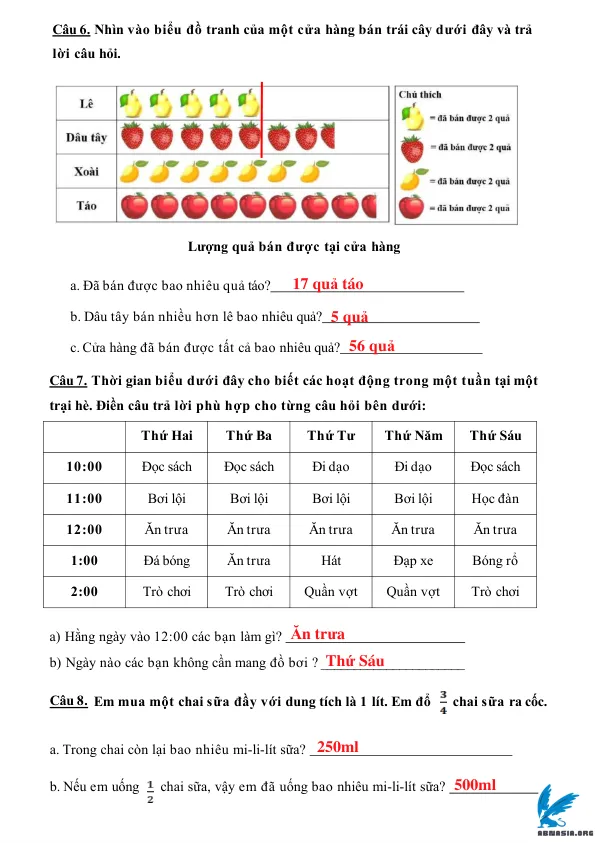 Câu 6. Nhìn vào biểu đồ tranh của một cửa hàng bán trái cây dưới đây và trả
lời câu hỏi.
Lê
Dâu tây
Xoài
Táo
Chú thích
= đã bán được 2 quả
= đã bán được 2 quả
= đã bán được 2 quả
= đã bán được 2 quả
Lượng quả bán được tại cửa hàng
a. Đã bán được bao nhiêu quả táo? 17 quả táo
b. Dâu tây bán nhiều hơn lê bao nhiêu quả? 5 quả
c. Cửa hàng đã bán được tất cả bao nhiêu quả? 56 quả
Câu 7. Thời gian biểu dưới đây cho biết các hoạt động trong một tuần tại một
trại hè. Điền câu trả lời phù hợp cho từng câu hỏi bên dưới:
Thứ Hai Thứ Ba Thứ Tư Thứ Năm Thứ Sáu
10:00 Đọc sách Đọc sách Đi dạo Đi dạo Đọc sách
11:00 Bơi lội Bơi lội Bơi lội Bơi lội Học đàn
12:00 Ăn trưa Ăn trưa Ăn trưa Ăn trưa Ăn trưa
1:00 Đá bóng Ăn trưa Hát Đạp xe Bóng rổ
2:00 Trò chơi Trò chơi Quần vợt Quần vợt Trò chơi
a) Hằng ngày vào 12:00 các bạn làm gì? Ăn trưa
b) Ngày nào các bạn không cần mang đồ bơi ? Thứ Sáu
Câu 8. Em mua một chai sữa đầy với dung tích là 1 lít. Em đổ 3/4 chai sữa ra cốc.
a. Trong chai còn lại bao nhiêu mi-li-lít sữa? 250ml
b. Nếu em uống 1/2 chai sữa, vậy em đã uống bao nhiêu mi-li-lít sữa? 500ml
ABNASIA.ORG